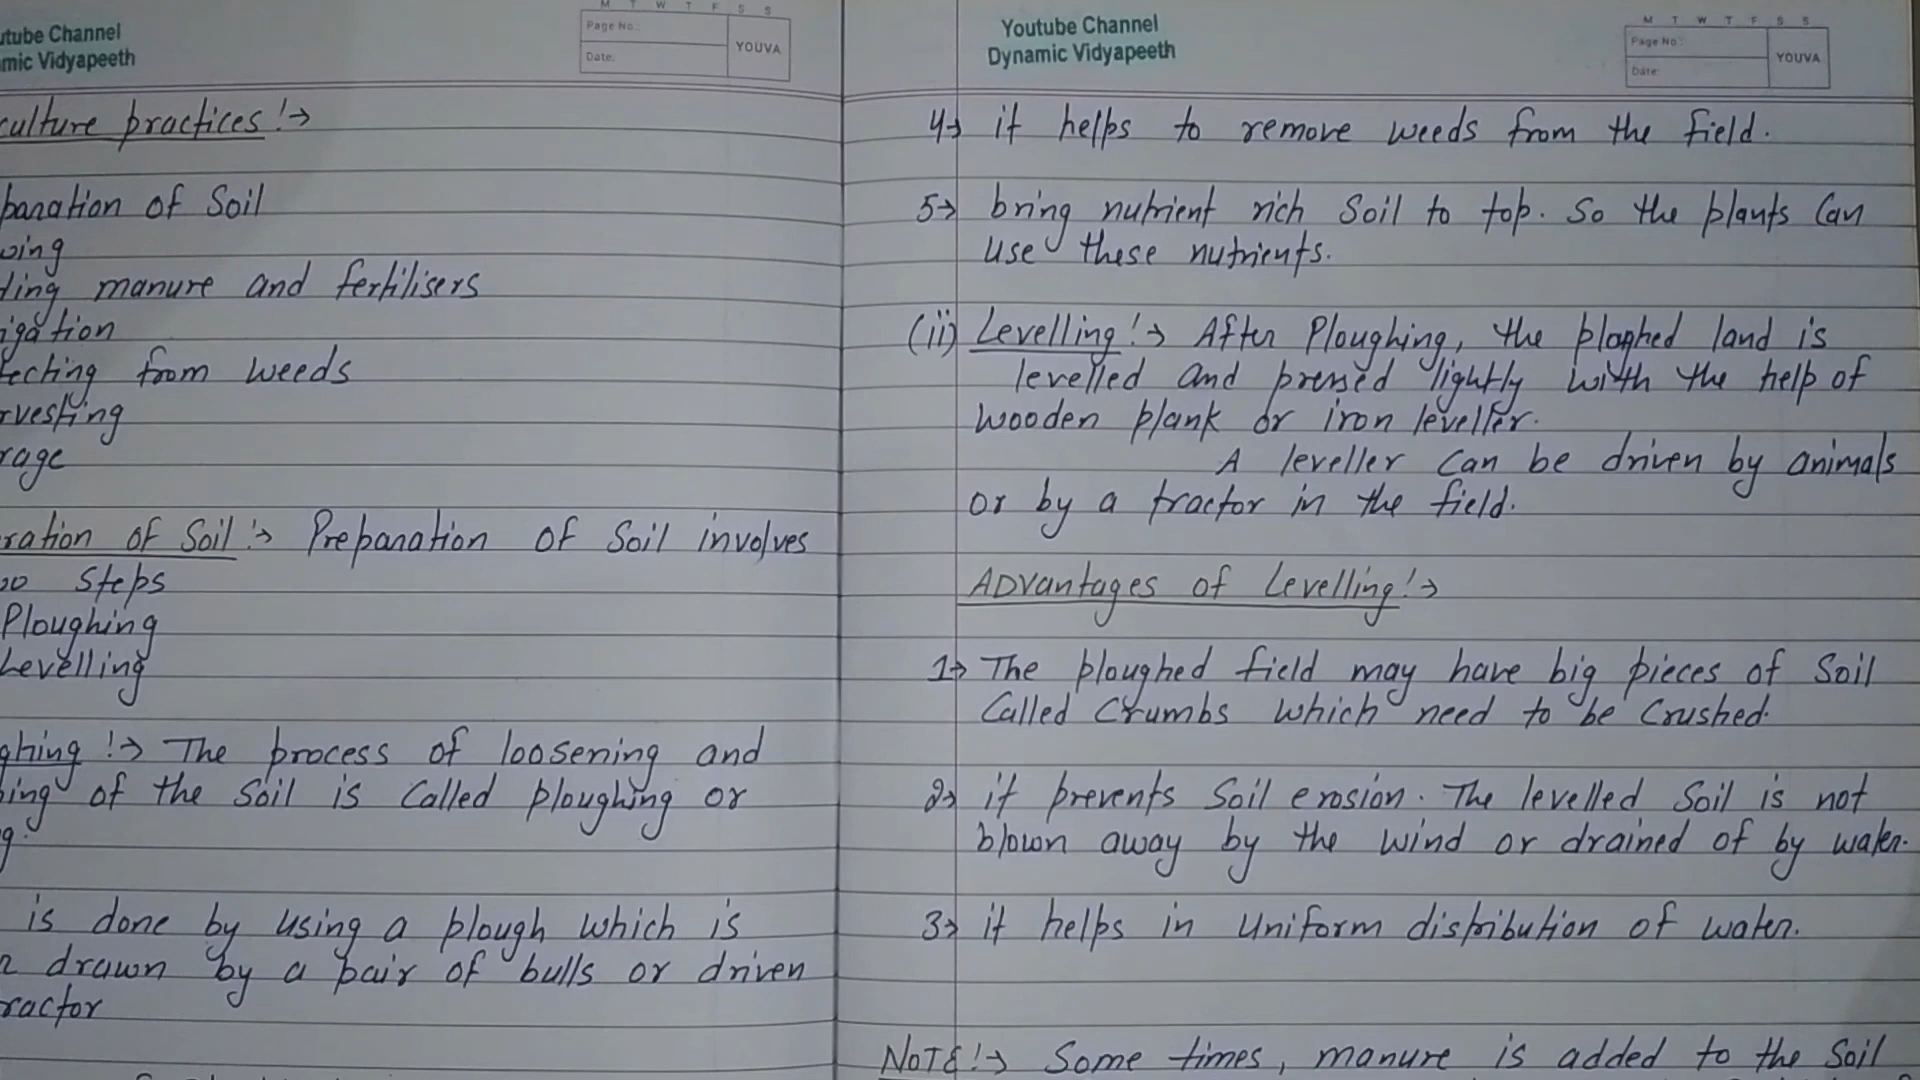 utube Channel
mic Vidyapeeth
M T W T F S S
Page No.:
Date:
YOUVA
culture practices :→
paration of Soil
wing
ding manure and fertilisers
igation
tecting from weeds
rvesting
rage
ration of Soil :→ Preparation of Soil involves
wo Steps
Ploughing
Levelling
ghing :→ The process of loosening and
ing of the Soil is Called ploughing or
g.
is done by using a plough which is
r drawn by a pair of bulls or driven
ractor
Youtube Channel
Dynamic Vidyapeeth
M T W T F S S
Page No.:
Date:
YOUVA
4→ it helps to remove weeds from the field.
5→ bring nutrient rich Soil to top. So the plants Can
use these nutrients.
(ii) Levelling :→ After Ploughing, the ploghed land is
levelled and pressed lightly with the help of
wooden plank or iron leveller.
A leveller Can be driven by animals
or by a tractor in the field.
ADvantages of Levelling :→
1→ The ploughed field may have big pieces of Soil
Called Crumbs which need to be Crushed.
2→ it prevents Soil erosion. The levelled Soil is not
blown away by the wind or drained of by water.
3→ it helps in Uniform distribution of water.
NOTE :→ Some times, manure is added to the Soil